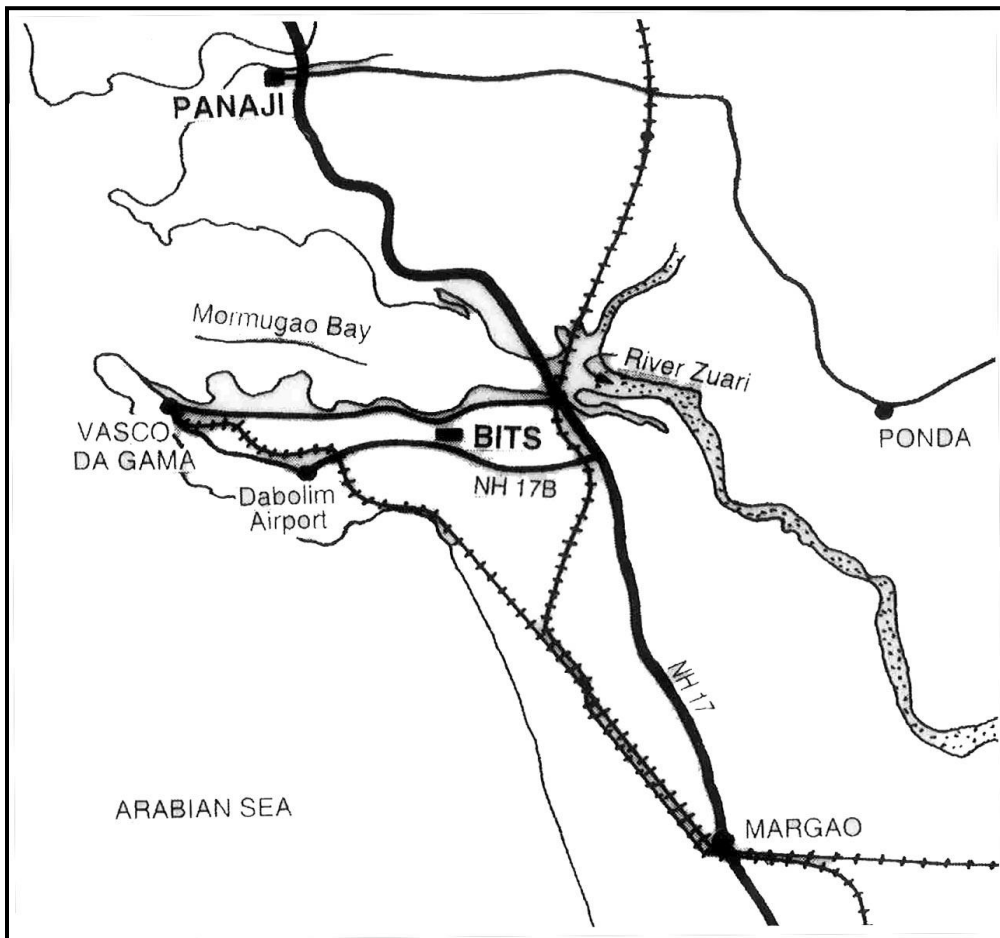 PANAJI
Mormugao Bay
River Zuari
VASCO
DA GAMA
BITS
PONDA
NH 17B
Dabolim
Airport
NH 17
ARABIAN SEA
MARGAO